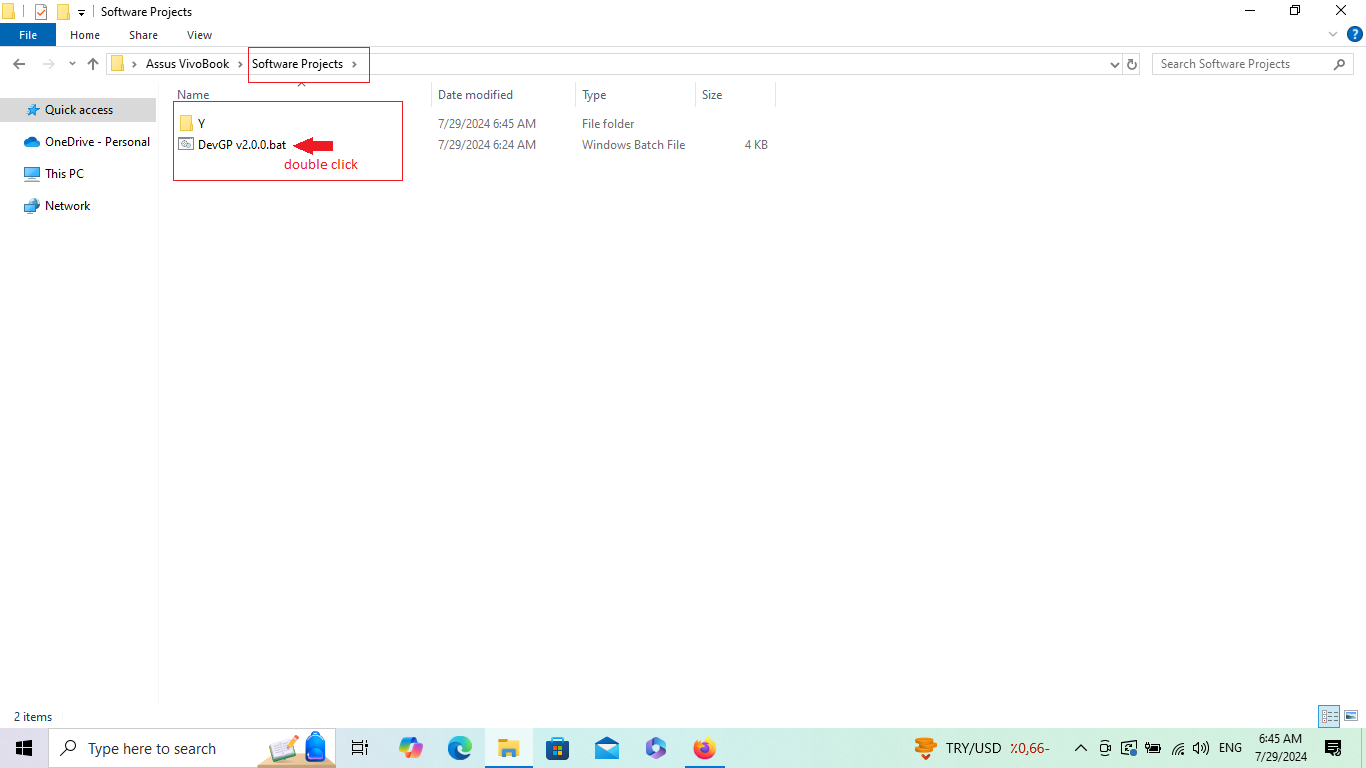 Software Projects
File Home Share View
Assus VivoBook Software Projects Search Software Projects
Name Date modified Type Size
Quick access
Y 7/29/2024 6:45 AM File folder
DevGP v2.0.0.bat 7/29/2024 6:24 AM Windows Batch File 4 KB
double click
OneDrive - Personal
This PC
Network
2 items
Type here to search TRY/USD ٪0,66- ENG 6:45 AM
7/29/2024